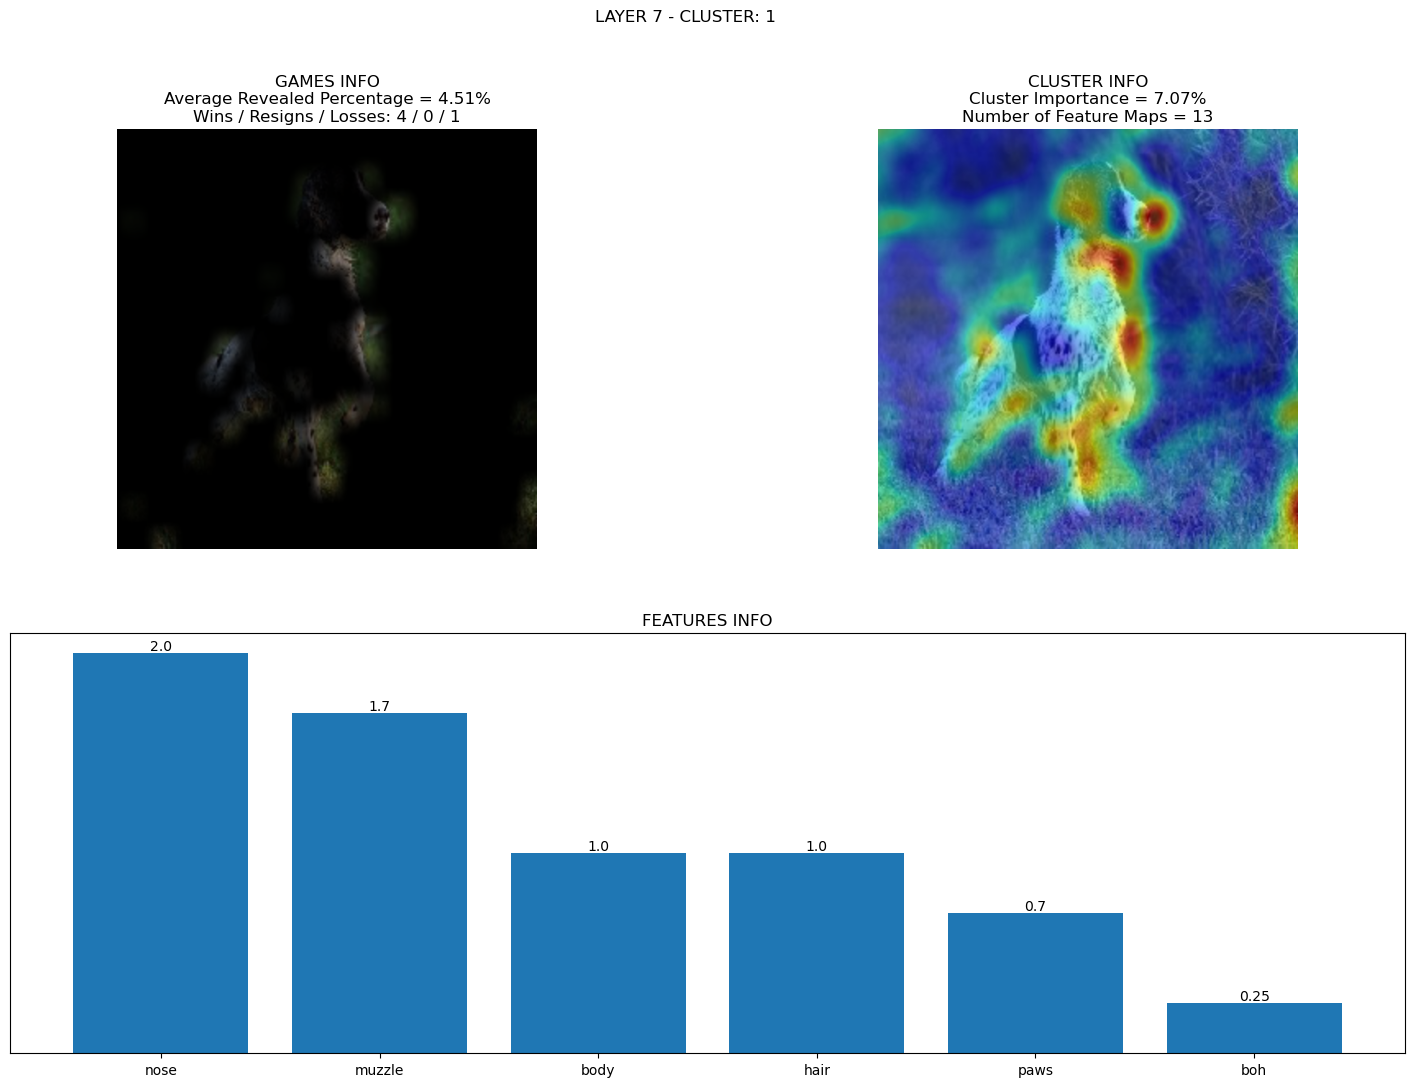 LAYER 7 - CLUSTER: 1
GAMES INFO
Average Revealed Percentage = 4.51%
Wins / Resigns / Losses: 4 / 0 / 1
CLUSTER INFO
Cluster Importance = 7.07%
Number of Feature Maps = 13
FEATURES INFO
2.0
1.7
1.0
1.0
0.7
0.25
nose
muzzle
body
hair
paws
boh